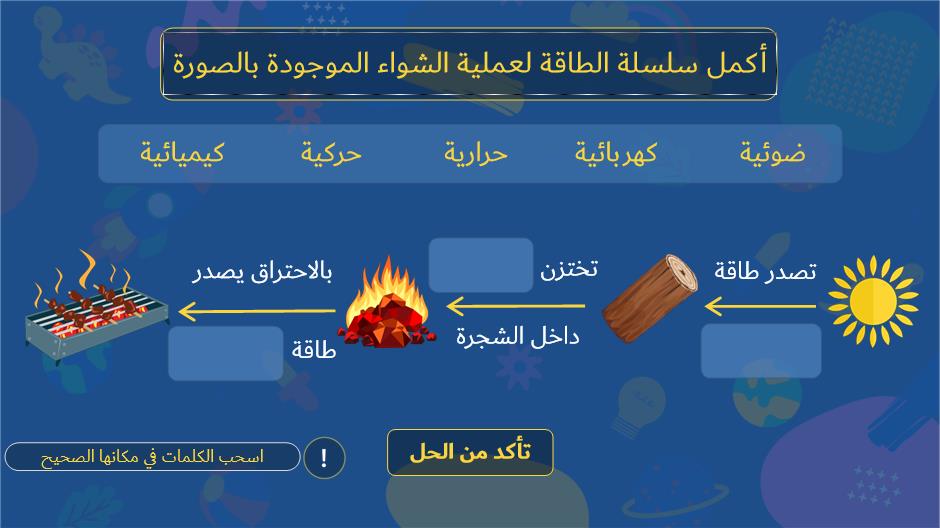 أكمل سلسلة الطاقة لعملية الشواء الموجودة بالصورة
ضوئية كهربائية حرارية حركية كيميائية
تصدر طاقة
تختزن
داخل الشجرة
بالاحتراق يصدر
طاقة
تأكد من الحل
!
اسحب الكلمات في مكانها الصحيح